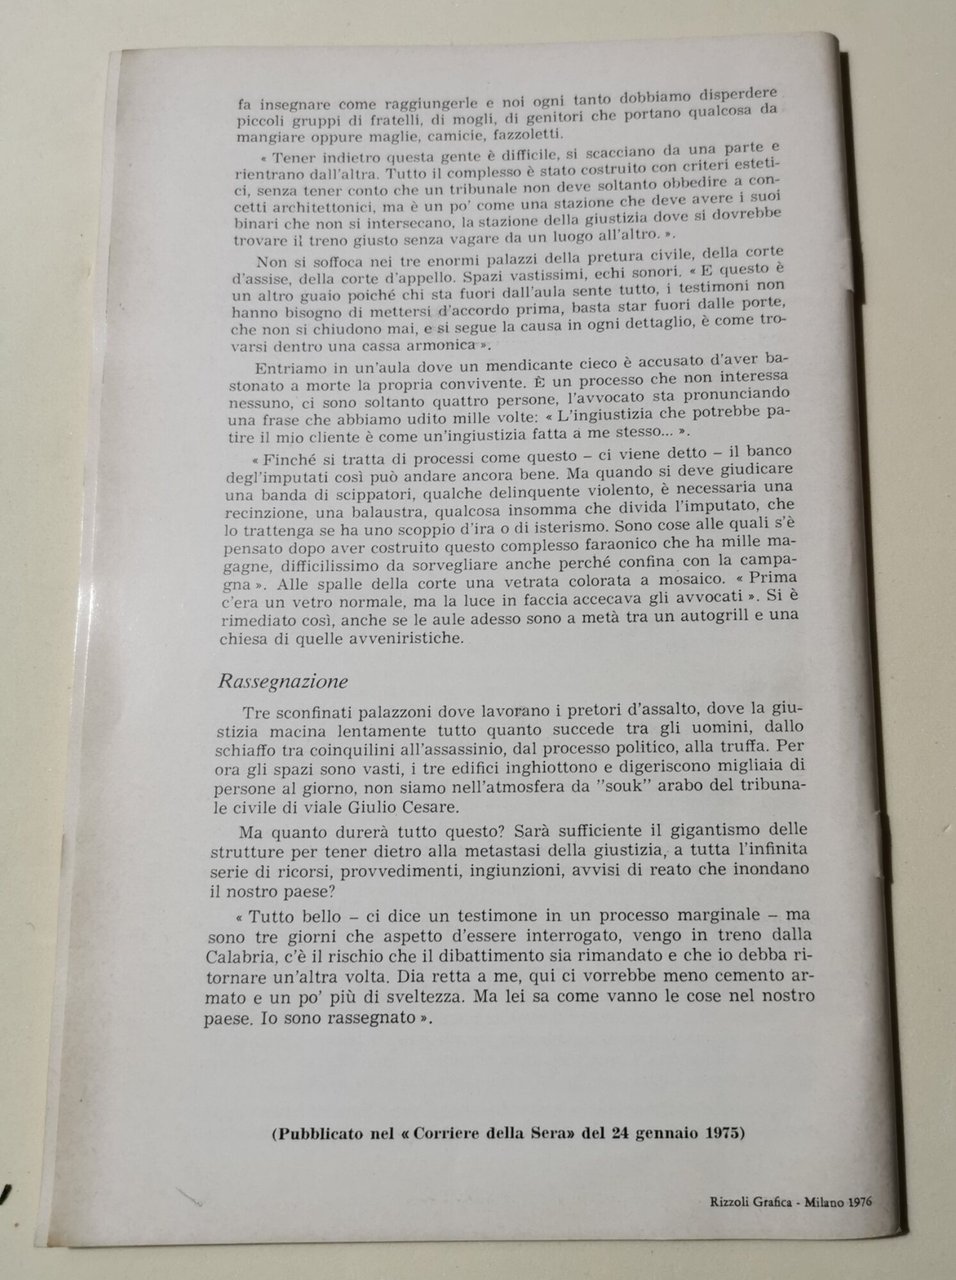 fa insegnare come raggiungerle e noi ogni tanto dobbiamo disperdere
piccoli gruppi di fratelli, di mogli, di genitori che portano qualcosa da
mangiare oppure maglie, camicie, fazzoletti.
« Tener indietro questa gente è difficile, si scacciano da una parte e
rientrano dall'altra. Tutto il complesso è stato costruito con criteri esteti-
ci, senza tener conto che un tribunale non deve soltanto obbedire a con-
cetti architettonici, ma è un po' come una stazione che deve avere i suoi
binari che non si intersecano, la stazione della giustizia dove si dovrebbe
trovare il treno giusto senza vagare da un luogo all'altro. ».
Non si soffoca nei tre enormi palazzi della pretura civile, della corte
d'assise, della corte d'appello. Spazi vastissimi, echi sonori. « E questo è
un altro guaio poiché chi sta fuori dall'aula sente tutto, i testimoni non
hanno bisogno di mettersi d'accordo prima, basta star fuori dalle porte,
che non si chiudono mai, e si segue la causa in ogni dettaglio, è come tro-
varsi dentro una cassa armonica ».
Entriamo in un'aula dove un mendicante cieco è accusato d'aver ba-
stonato a morte la propria convivente. È un processo che non interessa
nessuno, ci sono soltanto quattro persone, l'avvocato sta pronunciando
una frase che abbiamo udito mille volte: « L'ingiustizia che potrebbe pa-
tire il mio cliente è come un'ingiustizia fatta a me stesso... ».
« Finché si tratta di processi come questo – ci viene detto – il banco
degl'imputati così può andare ancora bene. Ma quando si deve giudicare
una banda di scippatori, qualche delinquente violento, è necessaria una
recinzione, una balaustra, qualcosa insomma che divida l'imputato, che
lo trattenga se ha uno scoppio d'ira o di isterismo. Sono cose alle quali s'è
pensato dopo aver costruito questo complesso faraonico che ha mille ma-
gagne, difficilissimo da sorvegliare anche perché confina con la campa-
gna ». Alle spalle della corte una vetrata colorata a mosaico. « Prima
c'era un vetro normale, ma la luce in faccia accecava gli avvocati ». Si è
rimediato così, anche se le aule adesso sono a metà tra un autogrill e una
chiesa di quelle avveniristiche.
Rassegnazione
Tre sconfinati palazzoni dove lavorano i pretori d'assalto, dove la giu-
stizia macina lentamente tutto quanto succede tra gli uomini, dallo
schiaffo tra coinquilini all'assassinio, dal processo politico, alla truffa. Per
ora gli spazi sono vasti, i tre edifici inghiottono e digeriscono migliaia di
persone al giorno, non siamo nell'atmosfera da "souk" arabo del tribuna-
le civile di viale Giulio Cesare.
Ma quanto durerà tutto questo? Sarà sufficiente il gigantismo delle
strutture per tener dietro alla metastasi della giustizia, a tutta l'infinita
serie di ricorsi, provvedimenti, ingiunzioni, avvisi di reato che inondano
il nostro paese?
« Tutto bello – ci dice un testimone in un processo marginale – ma
sono tre giorni che aspetto d'essere interrogato, vengo in treno dalla
Calabria, c'è il rischio che il dibattimento sia rimandato e che io debba ri-
tornare un'altra volta. Dia retta a me, qui ci vorrebbe meno cemento ar-
mato e un po' più di sveltezza. Ma lei sa come vanno le cose nel nostro
paese. Io sono rassegnato ».
(Pubblicato nel « Corriere della Sera» del 24 gennaio 1975)
Rizzoli Grafica - Milano 1976